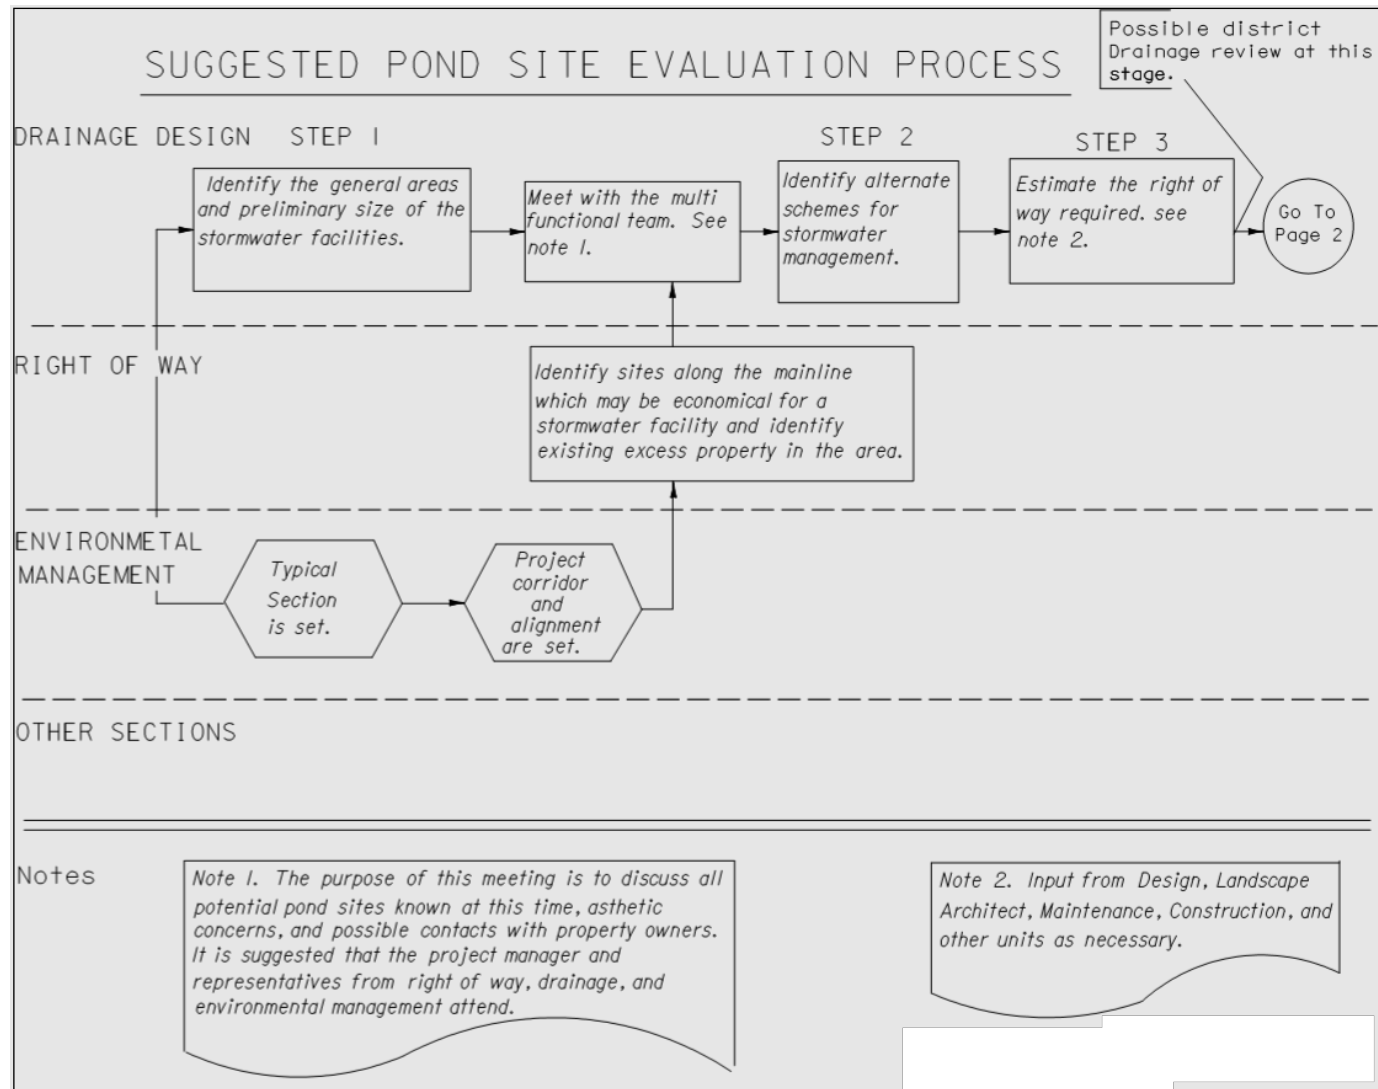 SUGGESTED POND SITE EVALUATION PROCESS
Possible district
Drainage review at this
stage.
DRAINAGE DESIGN STEP 1
STEP 2
STEP 3
Identify the general areas
and preliminary size of the
stormwater facilities.
Meet with the multi
functional team. See
note 1.
Identify alternate
schemes for
stormwater
management.
Estimate the right of
way required. see
note 2.
Go To
Page 2
RIGHT OF WAY
Identify sites along the mainline
which may be economical for a
stormwater facility and identify
existing excess property in the area.
ENVIRONMETAL
MANAGEMENT
Typical
Section
is set.
Project
corridor
and
alignment
are set.
OTHER SECTIONS
Notes
Note 1. The purpose of this meeting is to discuss all
potential pond sites known at this time, asthetic
concerns, and possible contacts with property owners.
It is suggested that the project manager and
representatives from right of way, drainage, and
environmental management attend.
Note 2. Input from Design, Landscape
Architect, Maintenance, Construction, and
other units as necessary.